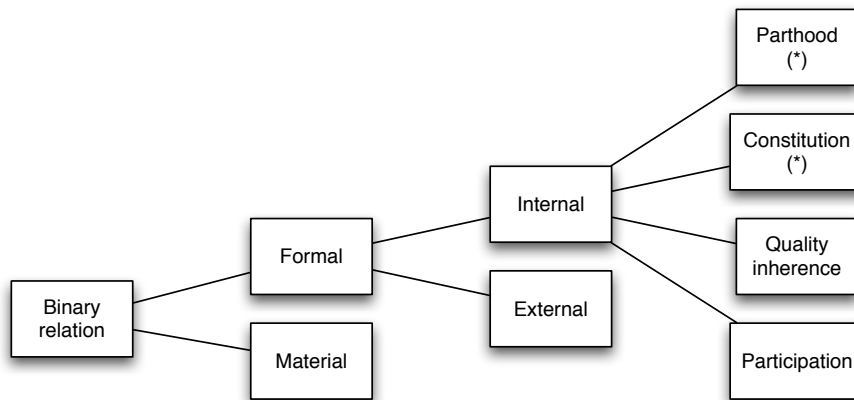 Binary
relation
Formal
Material
Internal
External
Parthood
(*)
Constitution
(*)
Quality
inherence
Participation